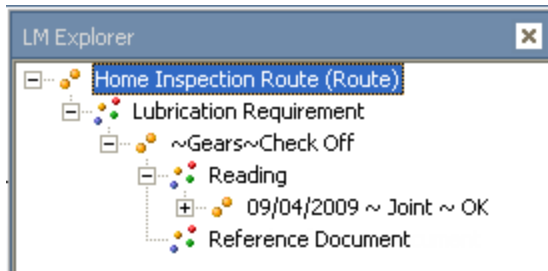 LM Explorer
Home Inspection Route (Route)
Lubrication Requirement
~Gears~Check Off
Reading
09/04/2009 ~ Joint ~ OK
Reference Document